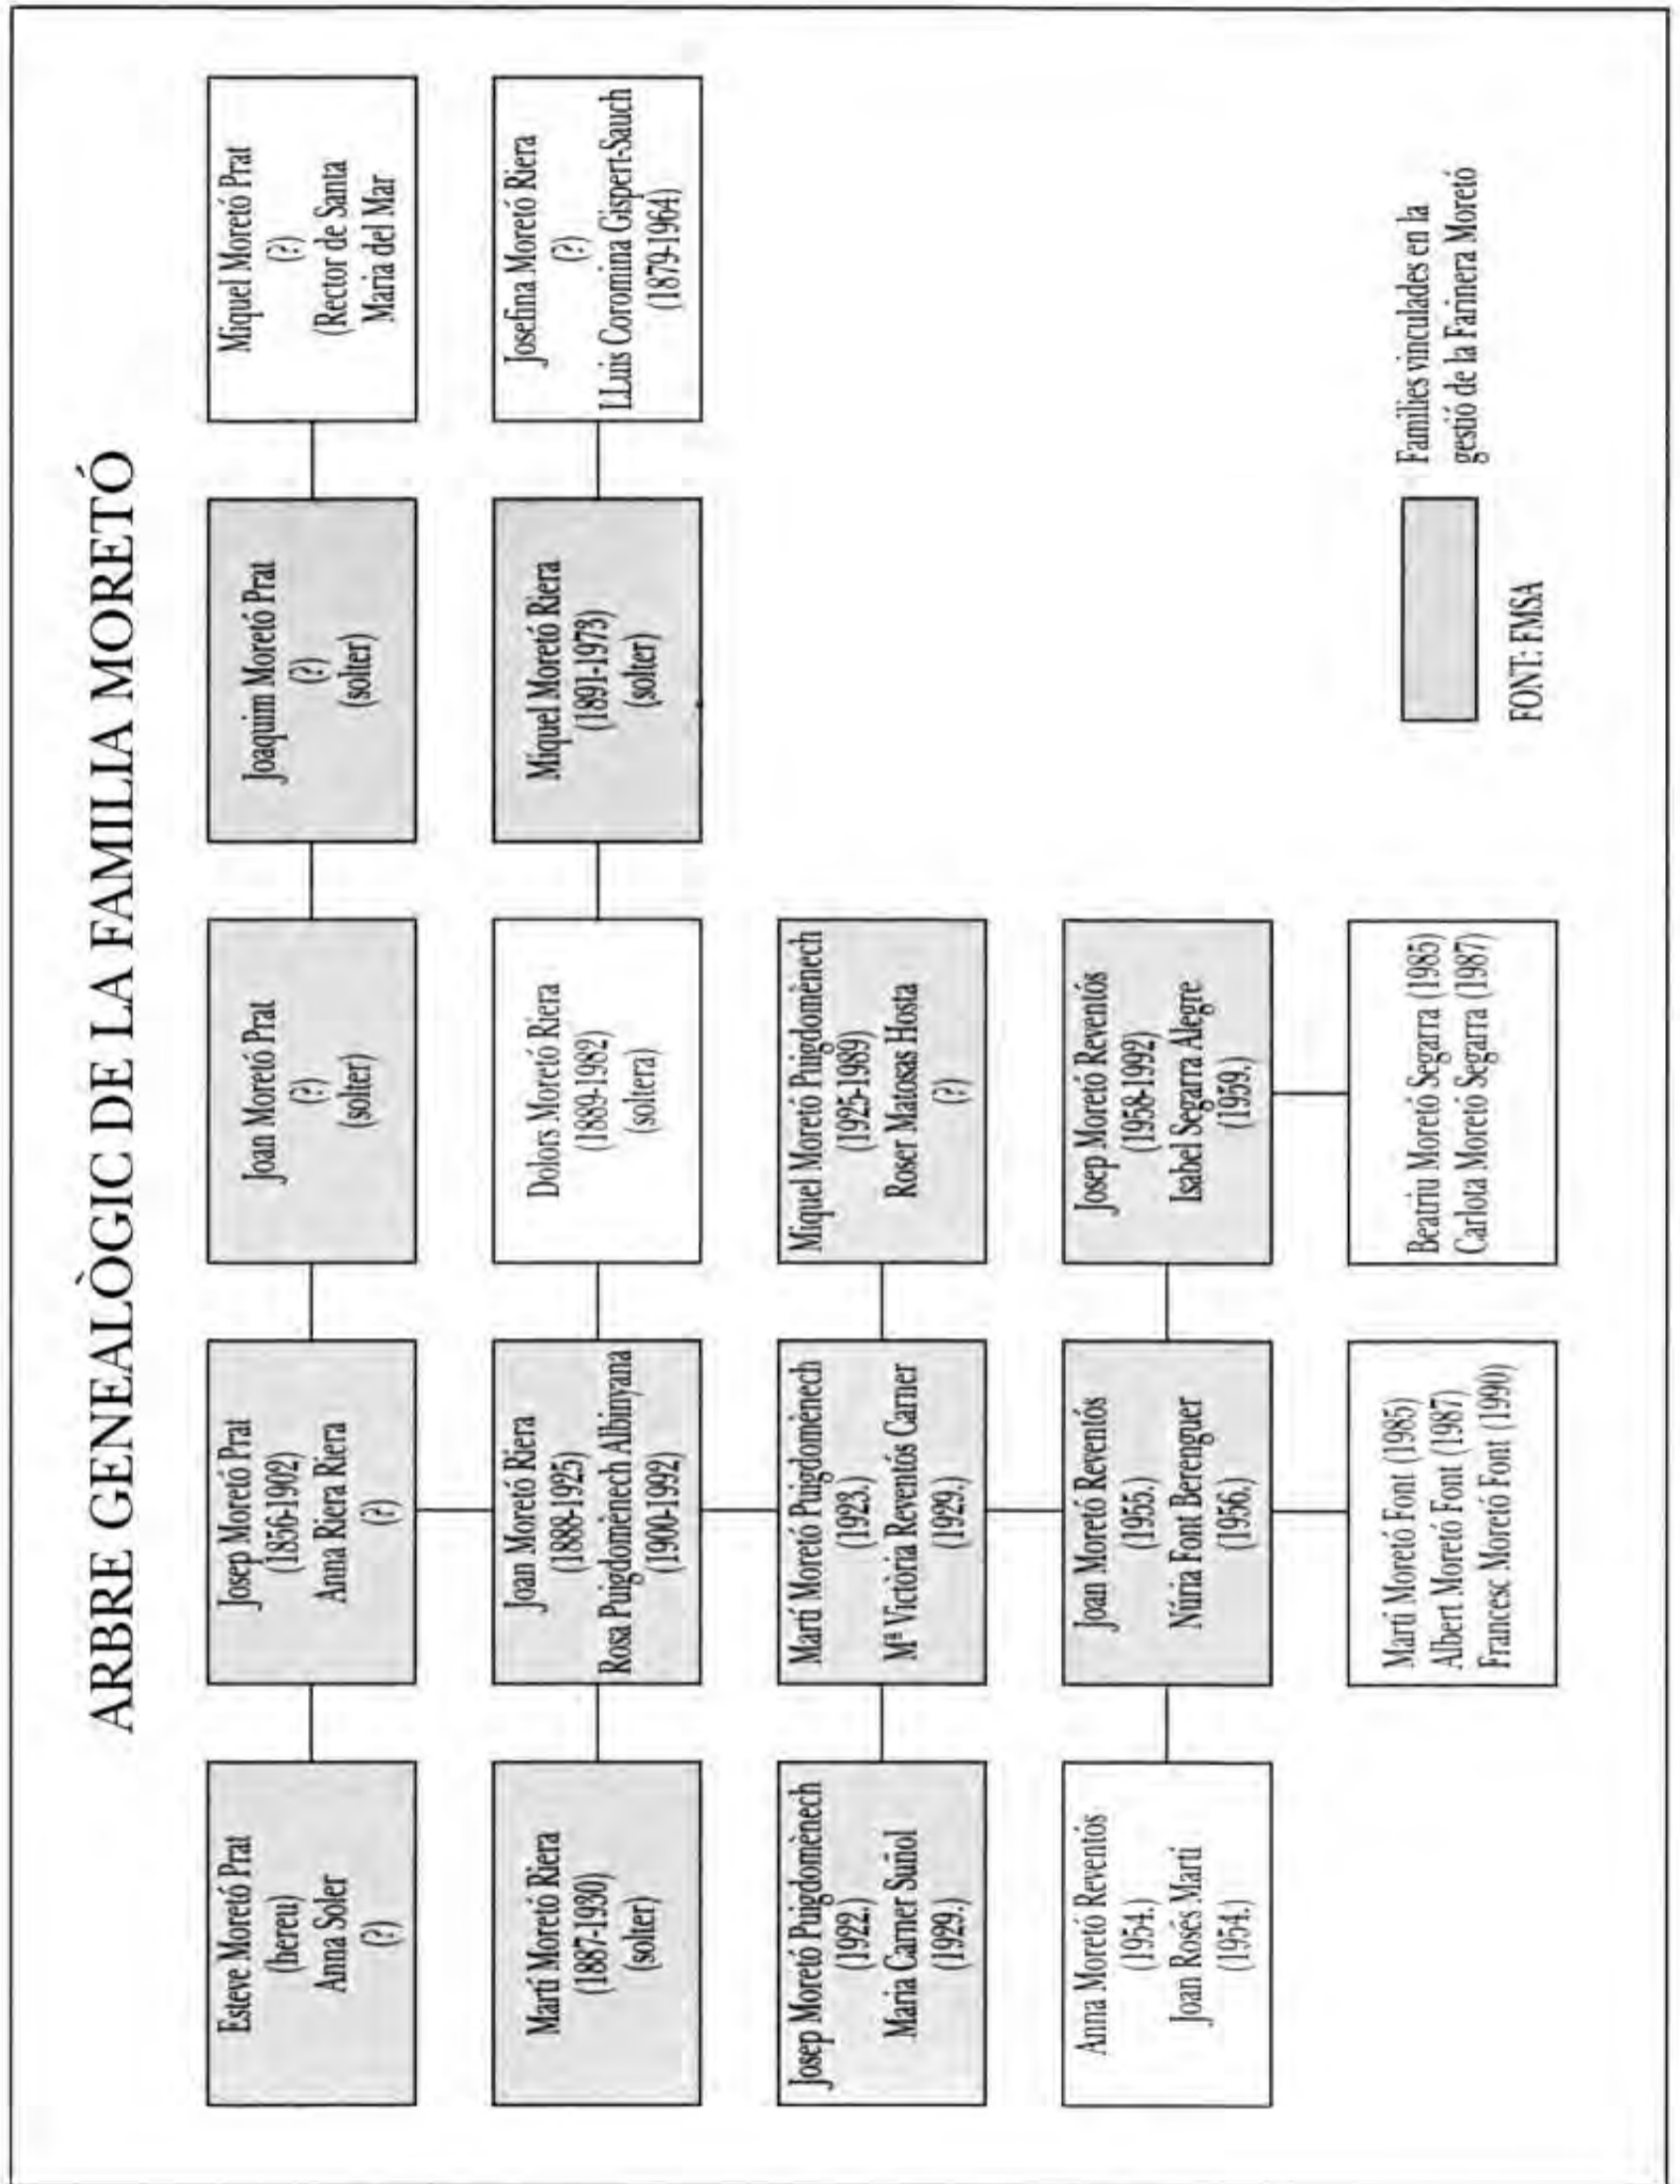 ARBRE GENEALÒGIC DE LA FAMILIA MORETÓ
Esteve Moretó Prat
(hereu)
Anna Soler
(?)
Josep Moretó Prat
(1856-1902)
Anna Riera Riera
(?)
Joan Moretó Prat
(?)
(solter)
Joaquim Moretó Prat
(?)
(solter)
Miquel Moretó Prat
(?)
(Rector de Santa
Maria del Mar
Martí Moretó Riera
(1887-1930)
(solter)
Joan Moretó Riera
(1888-1925)
Rosa Puigdomènech Albinyana
(1900-1992)
Dolors Moretó Riera
(1889-1982)
(soltera)
Miquel Moretó Riera
(1891-1973)
(solter)
Josefina Moretó Riera
(?)
LLuis Coromina Gispert-Sauch
(1879-1964)
Josep Moretó Puigdomènech
(1922.)
Maria Carner Suñol
(1929.)
Martí Moretó Puigdomènech
(1923.)
Mª Victòria Reventós Carner
(1929.)
Miquel Moretó Puigdomènech
(1925-1989)
Roser Matosas Hosta
(?)
Anna Moretó Reventós
(1954.)
Joan Rosés Martí
(1954.)
Joan Moretó Reventós
(1955.)
Núria Font Berenguer
(1956.)
Josep Moretó Reventós
(1958-1992)
Isabel Segarra Alegre
(1959.)
Martí Moretó Font (1985)
Albert Moretó Font (1987)
Francesc Moretó Font (1990)
Beatriu Moretó Segarra (1985)
Carlota Moretó Segarra (1987)
Families vinculades en la
gestió de la Farinera Moretó
FONT: FMSA